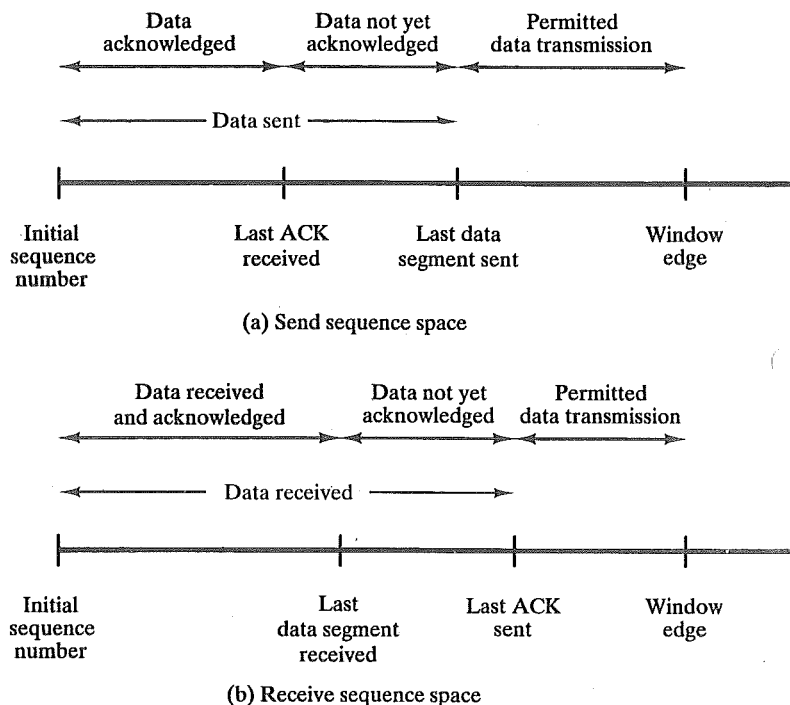 Data
acknowledged
Data not yet
acknowledged
Permitted
data transmission
Data sent
Initial
sequence
number
Last ACK
received
Last data
segment sent
Window
edge
(a) Send sequence space
Data received
and acknowledged
Data not yet
acknowledged
Permitted
data transmission
Data received
Initial
sequence
number
Last
data segment
received
Last ACK
sent
Window
edge
(b) Receive sequence space